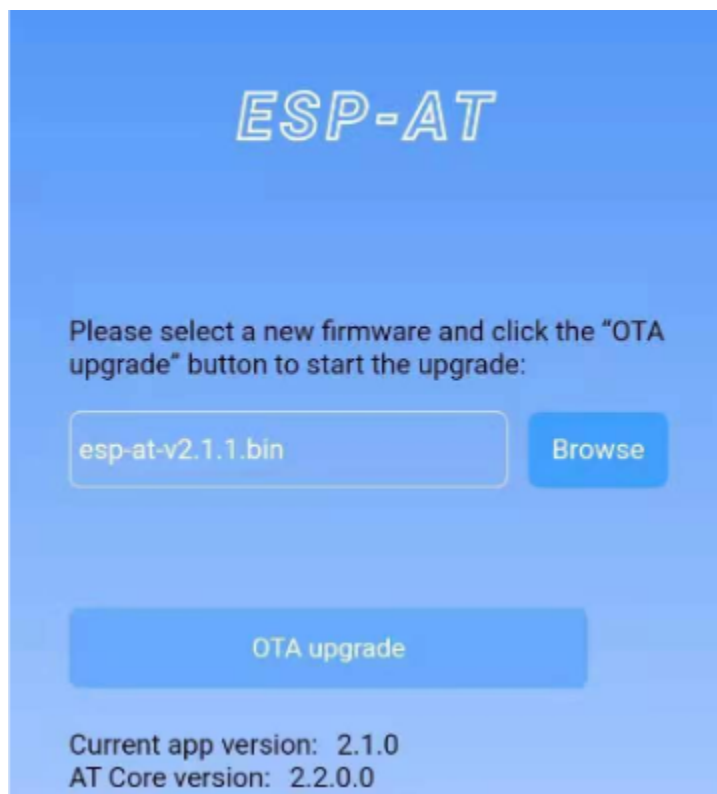 ESP-AT
Please select a new firmware and click the “OTA
upgrade” button to start the upgrade:
esp-at-v2.1.1.bin
Browse
OTA upgrade
Current app version: 2.1.0
AT Core version: 2.2.0.0